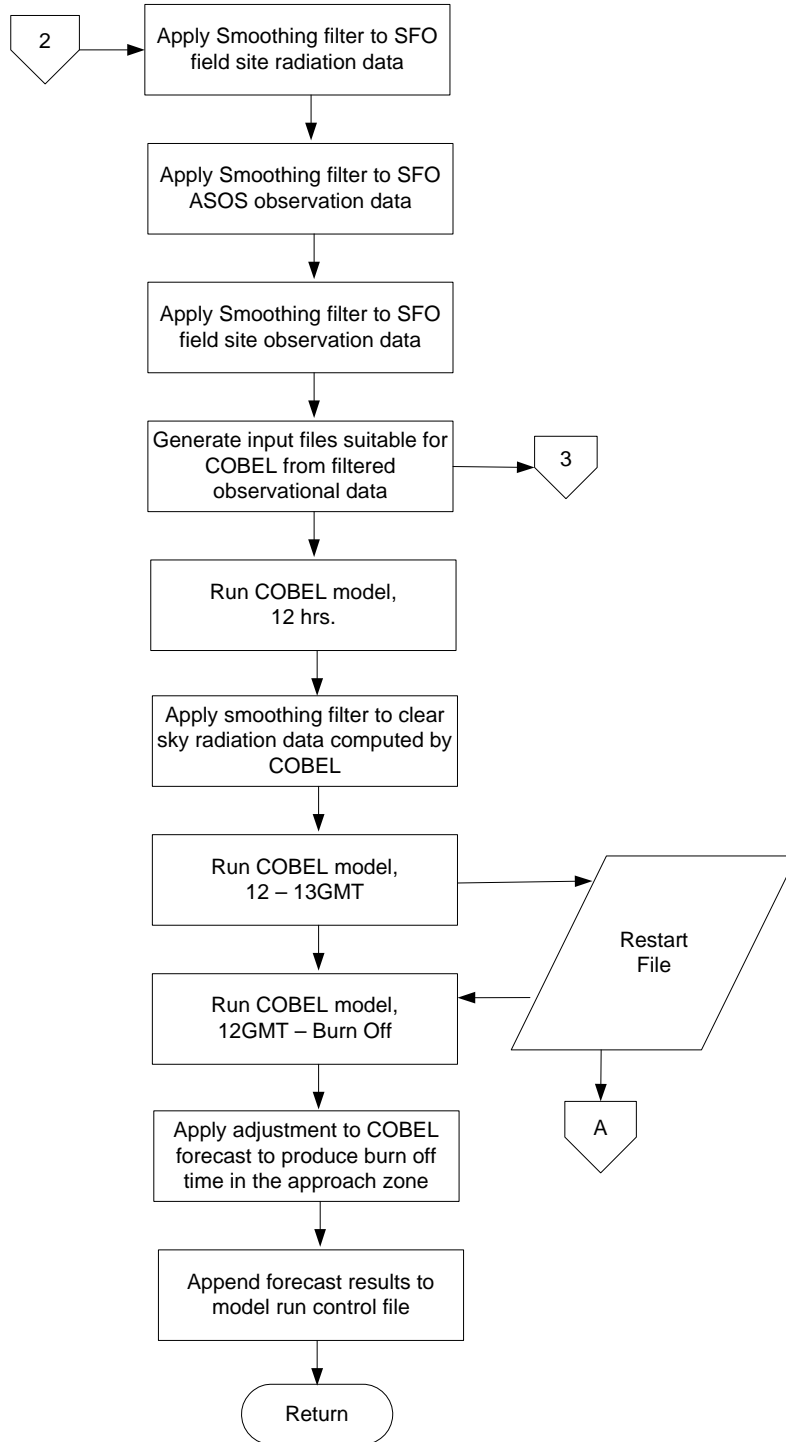 2
Apply Smoothing filter to SFO
field site radiation data
Apply Smoothing filter to SFO
ASOS observation data
Apply Smoothing filter to SFO
field site observation data
Generate input files suitable for
COBEL from filtered
observational data
3
Run COBEL model,
12 hrs.
Apply smoothing filter to clear
sky radiation data computed by
COBEL
Run COBEL model,
12 – 13GMT
Restart
File
Run COBEL model,
12GMT – Burn Off
A
Apply adjustment to COBEL
forecast to produce burn off
time in the approach zone
Append forecast results to
model run control file
Return